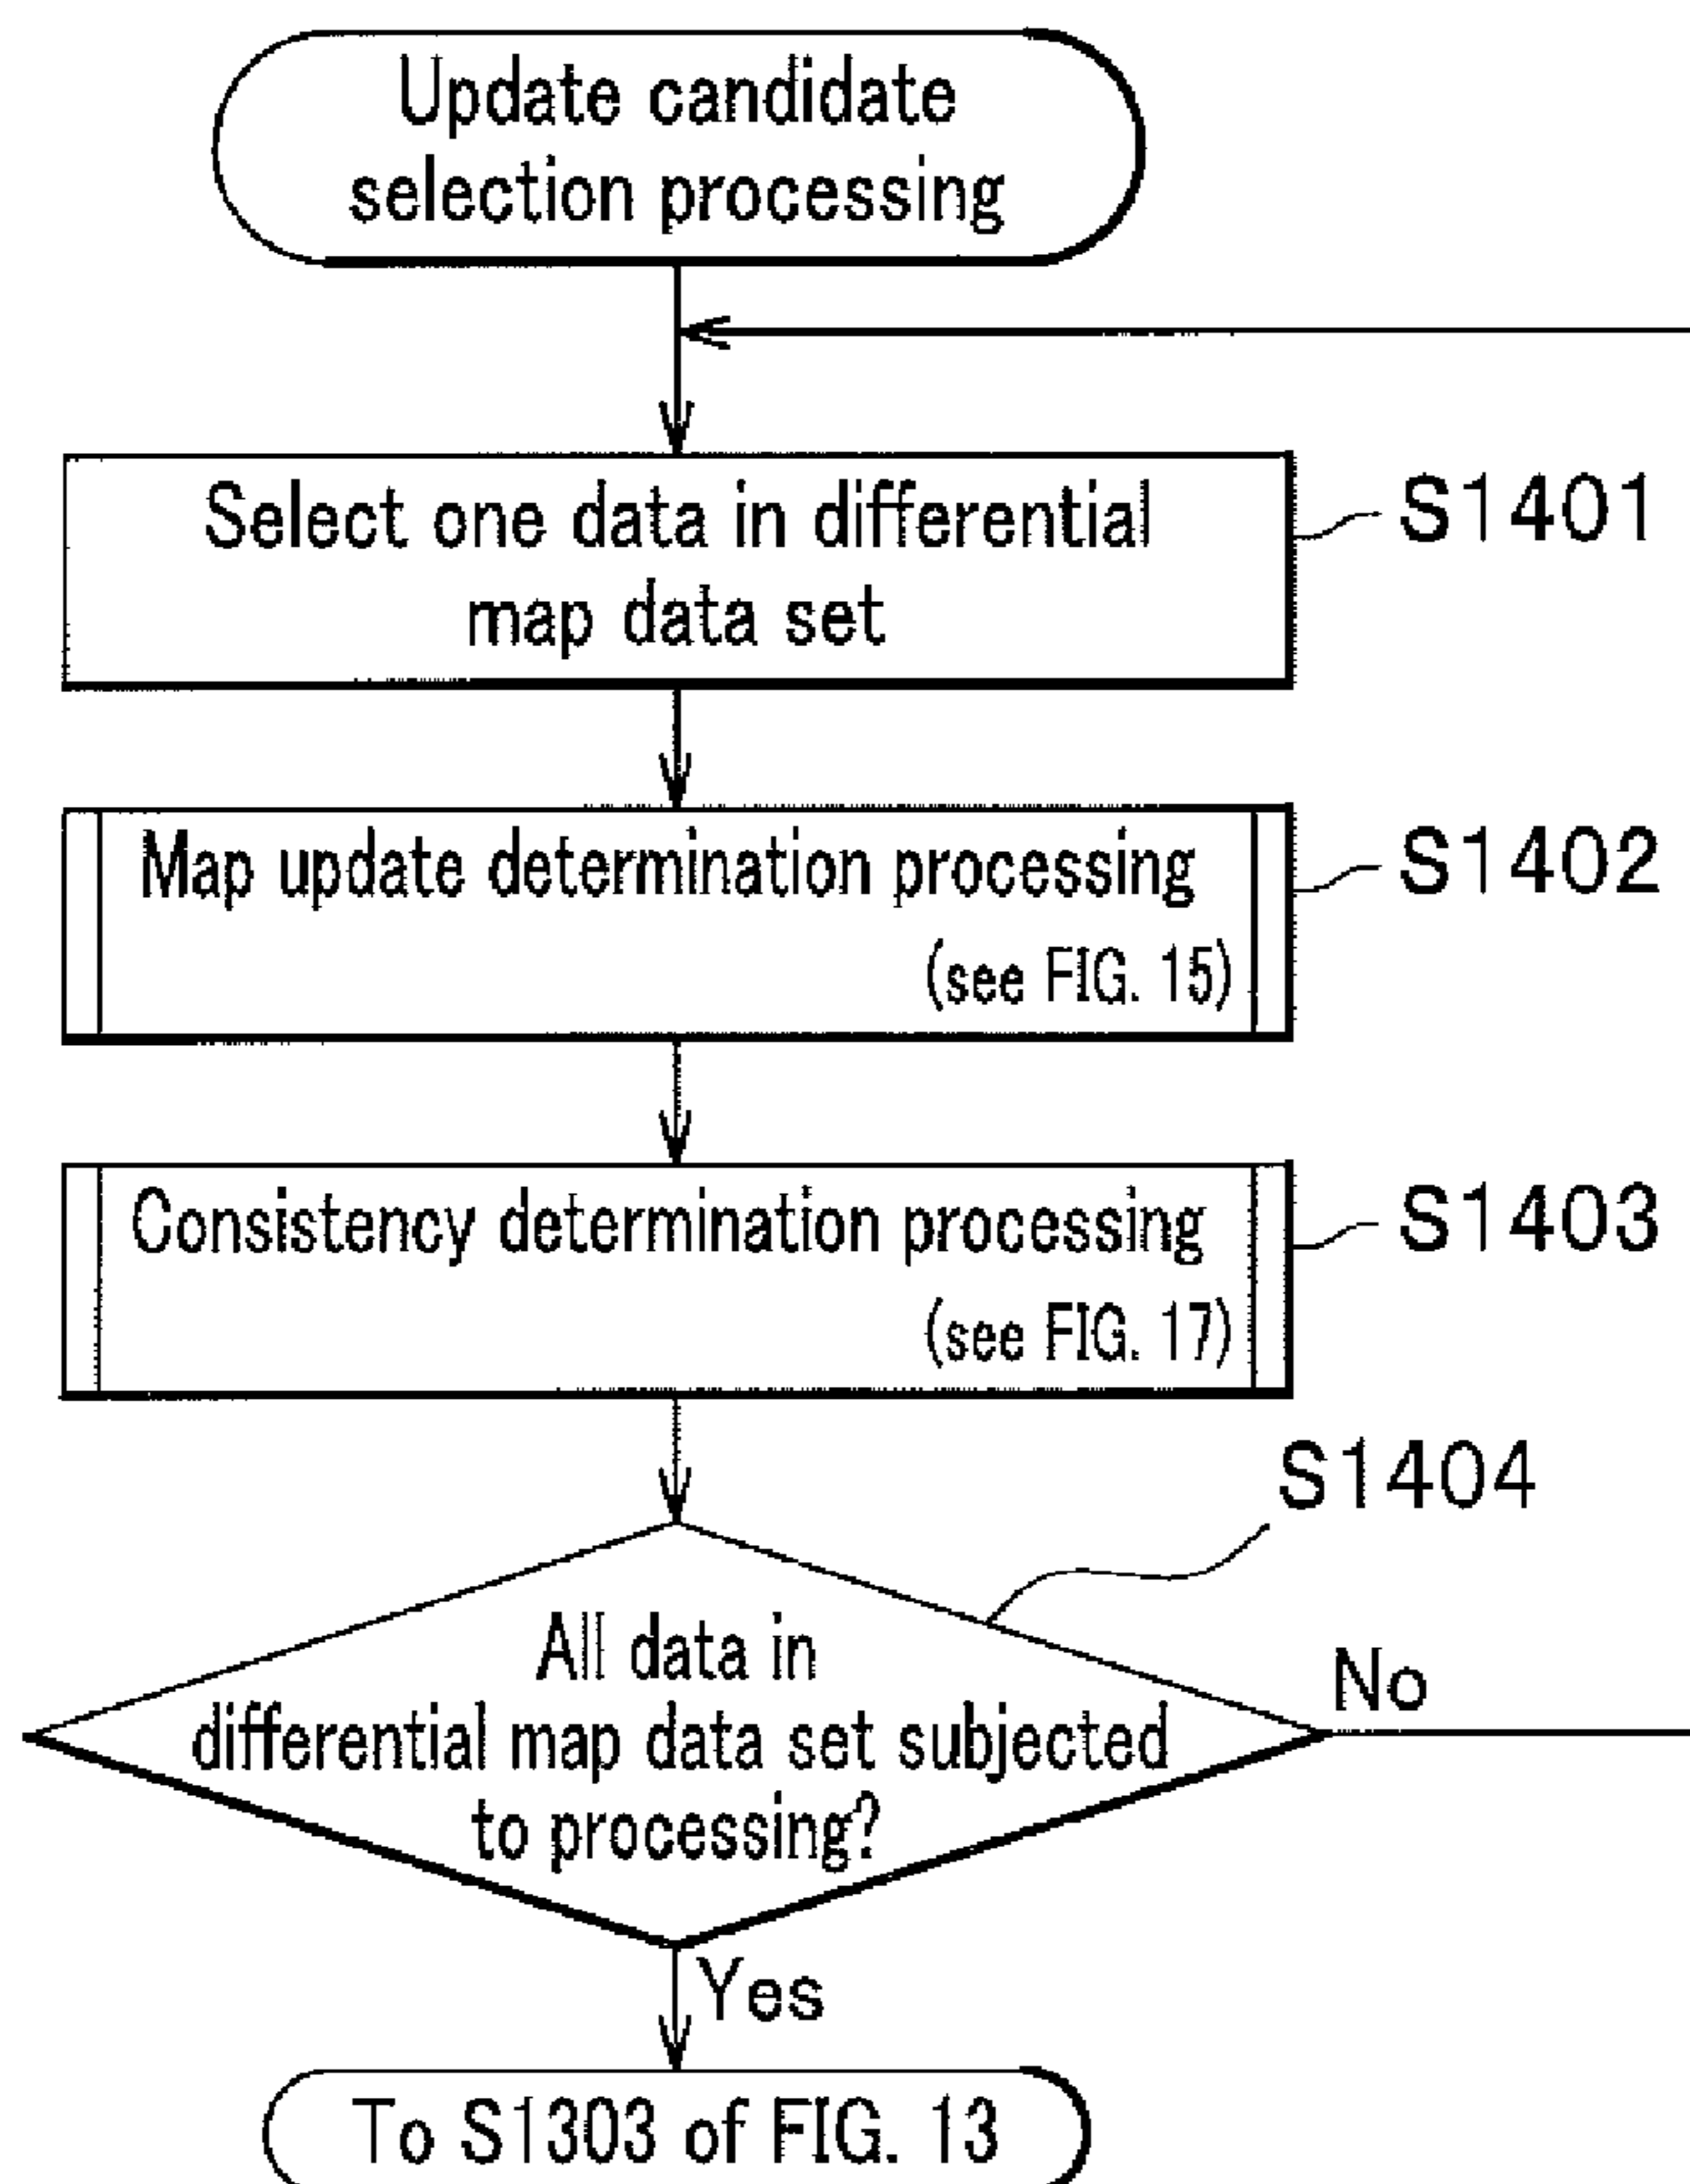 Update candidate
selection processing
Select one data in differential
map data set
S1401
Map update determination processing
(see FIG. 15)
S1402
Consistency determination processing
(see FIG. 17)
S1403
S1404
All data in
differential map data set subjected
to processing?
No
Yes
To S1303 of FIG. 13